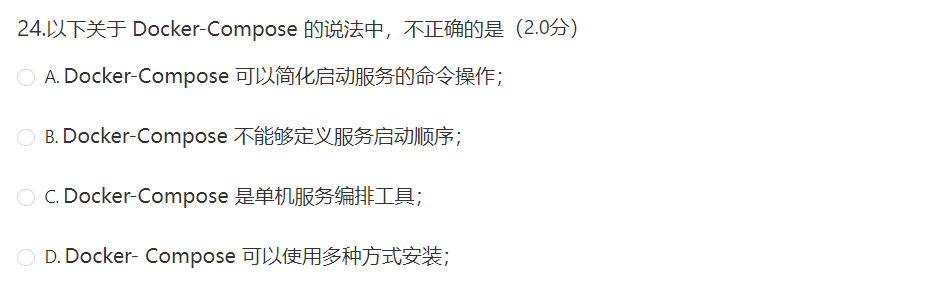 24.以下关于 Docker-Compose 的说法中，不正确的是（2.0分）
A. Docker-Compose 可以简化启动服务的命令操作；
B. Docker-Compose 不能够定义服务启动顺序；
C. Docker-Compose 是单机服务编排工具；
D. Docker- Compose 可以使用多种方式安装；